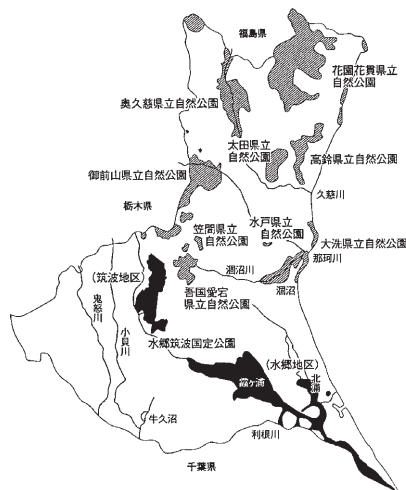 福島県
花園花貫県立
自然公園
奥久慈県立自然公園
太田県立
自然公園
高鈴県立自然公園
御前山県立自然公園
久慈川
栃木県
水戸県立
自然公園
笠間県立
自然公園
大洗県立自然公園
那珂川
涸沼川
涸沼
(筑波地区)
吾国愛宕
県立自然公園
鬼怒川
小貝川
水郷筑波国定公園
(水郷地区)
霞ヶ浦
北浦
牛久沼
利根川
千葉県